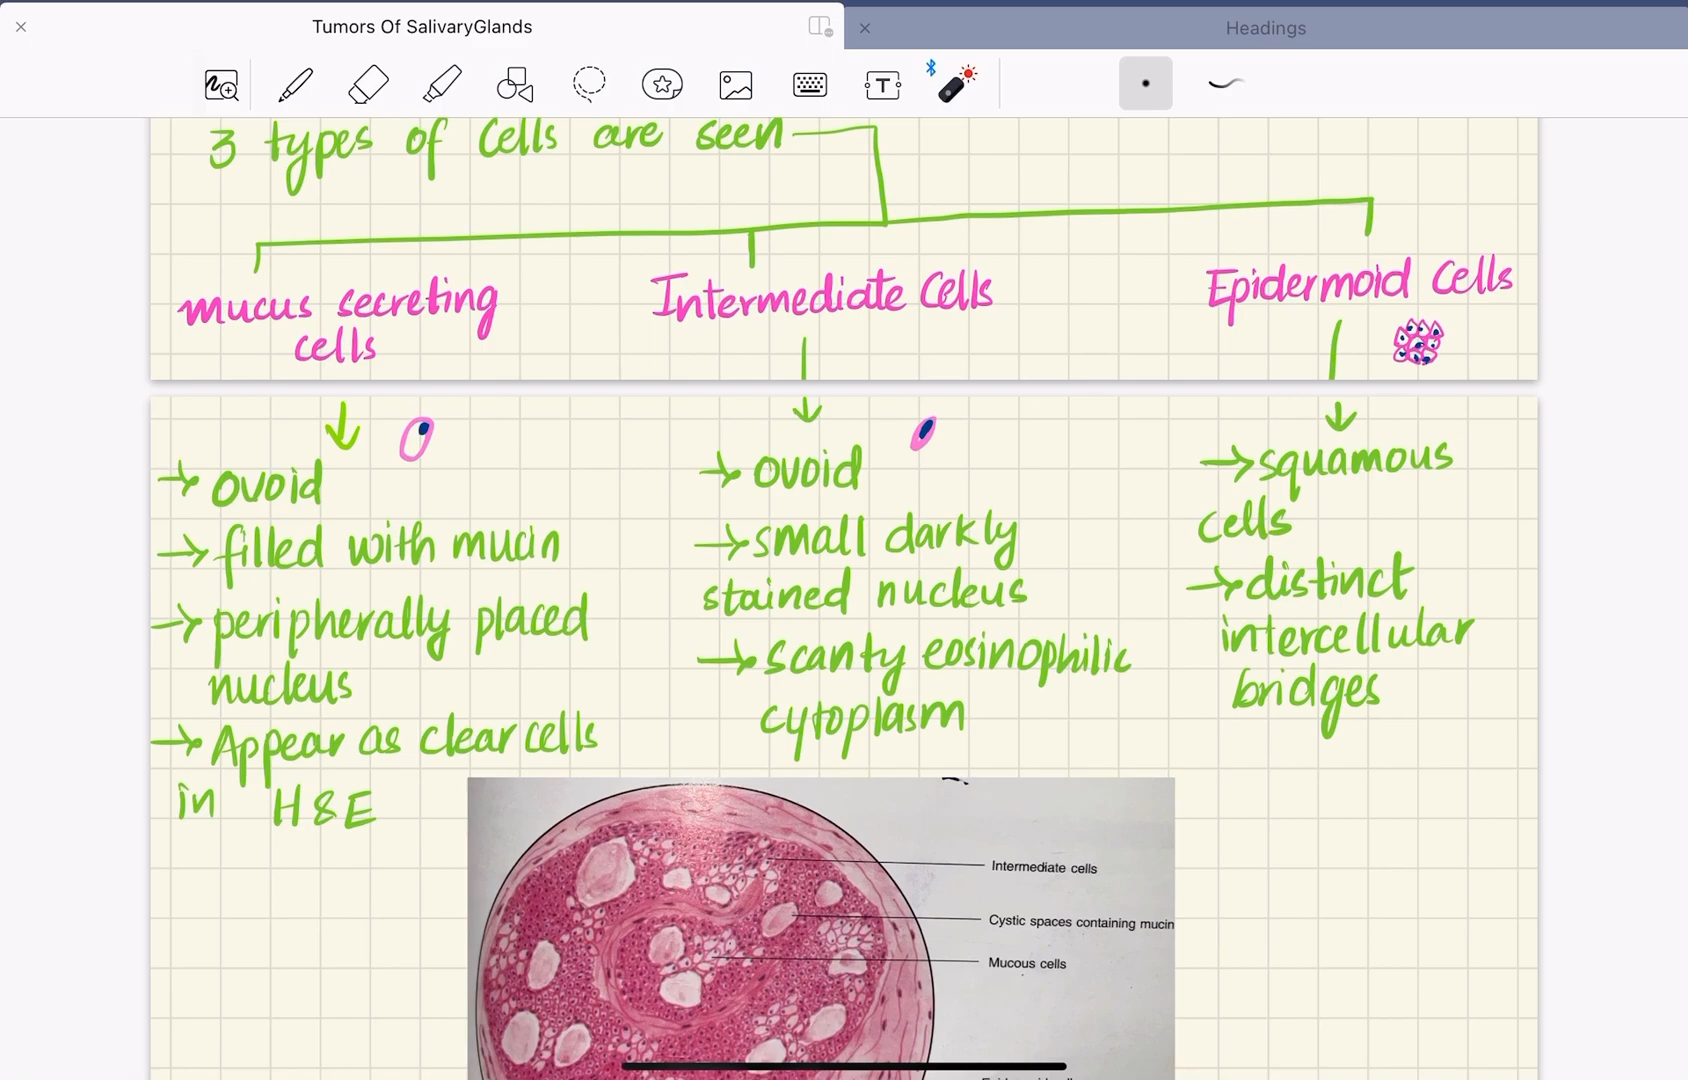 Tumors Of SalivaryGlands
Headings
3 types of cells are seen
Mucus secreting
cells
Intermediate Cells
Epidermoid Cells
→ ovoid
→ filled with mucin
→ peripherally placed
nucleus
→ Appear as clear cells
in H & E
→ ovoid
→ small darkly
stained nucleus
→ scanty eosinophilic
cytoplasm
→ squamous
cells
→ distinct
intercellular
bridges
Intermediate cells
Cystic spaces containing mucin
Mucous cells